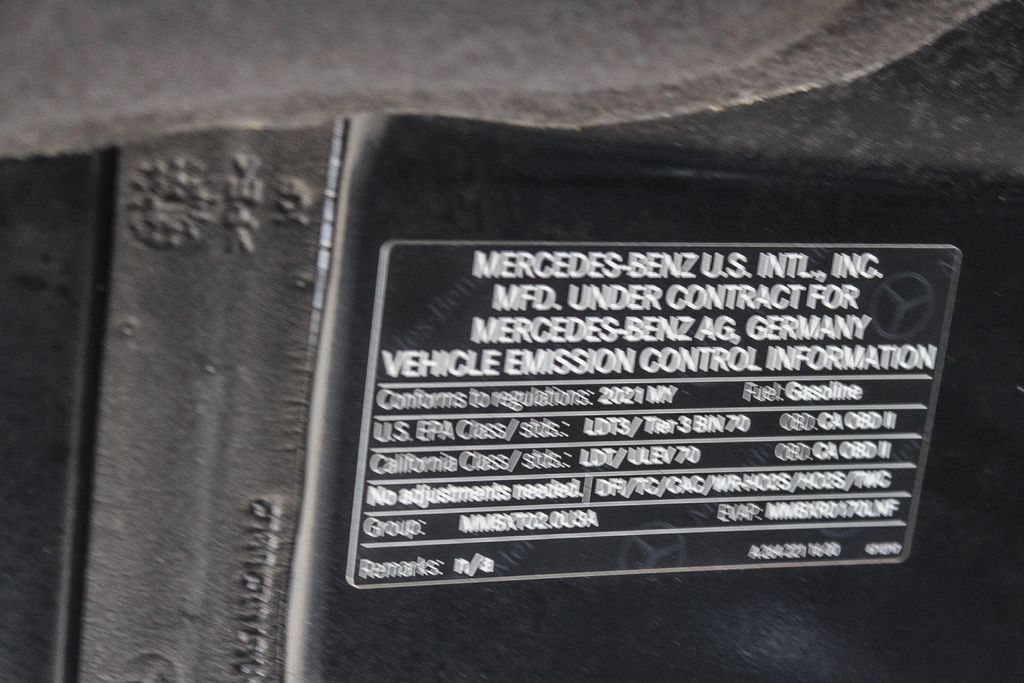 MERCEDES-BENZ U.S. INTL., INC.
MFD. UNDER CONTRACT FOR
MERCEDES-BENZ AG, GERMANY
VEHICLE EMISSION CONTROL INFORMATION
Conforms to regulations: 2021 MY Fuel: Gasoline
U.S. EPA Class/ stds.: LDT3/ Tier 3 BIN 70 OBD: CA OBD II
California Class/ stds.: LDT/ ULEV 70 OBD: CA OBD II
No adjustments needed. DFI/TC/CAC/WR-HO2S/HO2S/TWC
Group: MMBXT02.0U3A EVAP: MMBXR0170LNF
Remarks: n/a